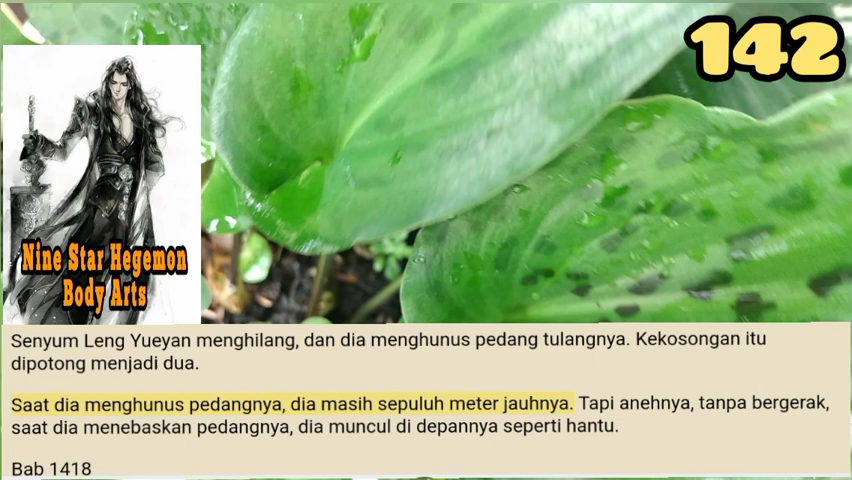 142
Nine Star Hegemon
Body Arts
Senyum Leng Yueyan menghilang, dan dia menghunus pedang tulangnya. Kekosongan itu
dipotong menjadi dua.
Saat dia menghunus pedangnya, dia masih sepuluh meter jauhnya. Tapi anehnya, tanpa bergerak,
saat dia menebaskan pedangnya, dia muncul di depannya seperti hantu.
Bab 1418